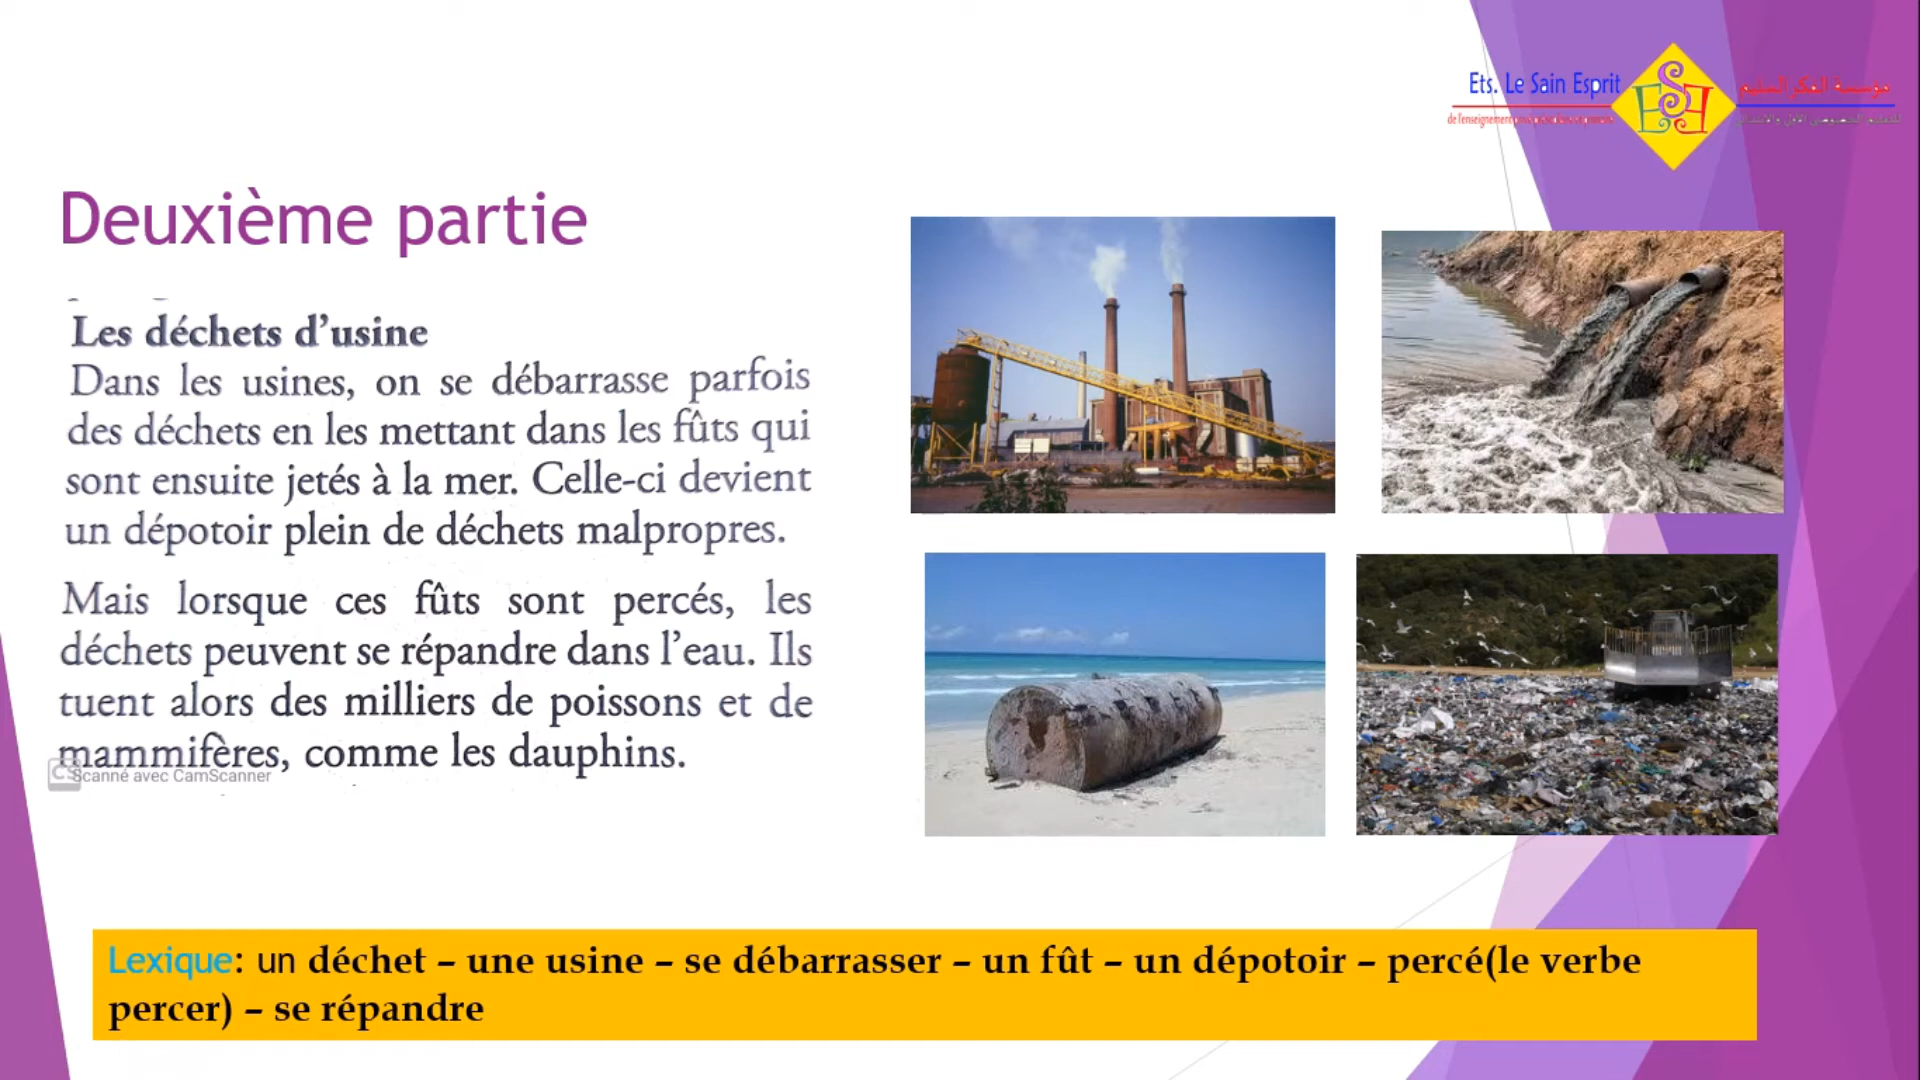 Ets. Le Sain Esprit
مؤسسة الفكر السليم
Deuxième partie
Les déchets d'usine
Dans les usines, on se débarrasse parfois
des déchets en les mettant dans les fûts qui
sont ensuite jetés à la mer. Celle-ci devient
un dépotoir plein de déchets malpropres.
Mais lorsque ces fûts sont percés, les
déchets peuvent se répandre dans l'eau. Ils
tuent alors des milliers de poissons et de
mammifères, comme les dauphins.
CS Scanné avec CamScanner
Lexique: un déchet – une usine – se débarrasser – un fût – un dépotoir – percé(le verbe
percer) – se répandre